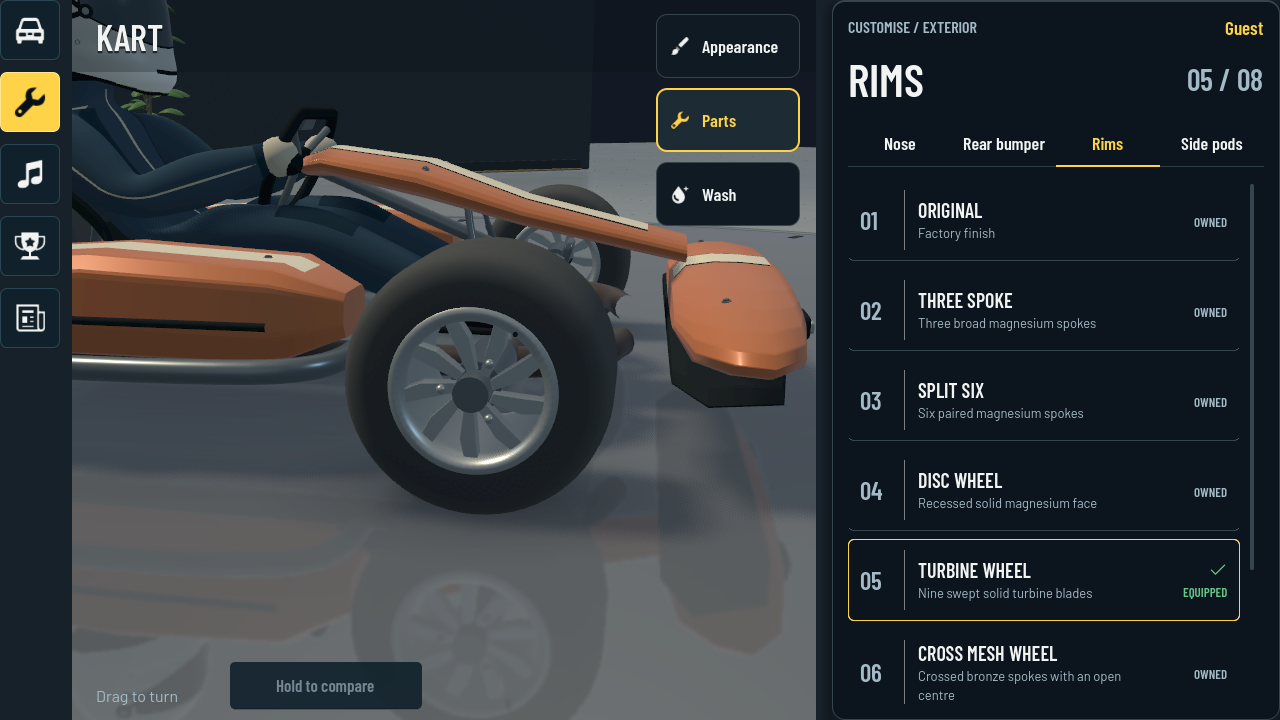 KART
Appearance
Parts
Wash
Drag to turn
Hold to compare
CUSTOMISE / EXTERIOR
Guest
RIMS
05 / 08
Nose
Rear bumper
Rims
Side pods
01
ORIGINAL
Factory finish
OWNED
02
THREE SPOKE
Three broad magnesium spokes
OWNED
03
SPLIT SIX
Six paired magnesium spokes
OWNED
04
DISC WHEEL
Recessed solid magnesium face
OWNED
05
TURBINE WHEEL
Nine swept solid turbine blades
EQUIPPED
06
CROSS MESH WHEEL
Crossed bronze spokes with an open
centre
OWNED